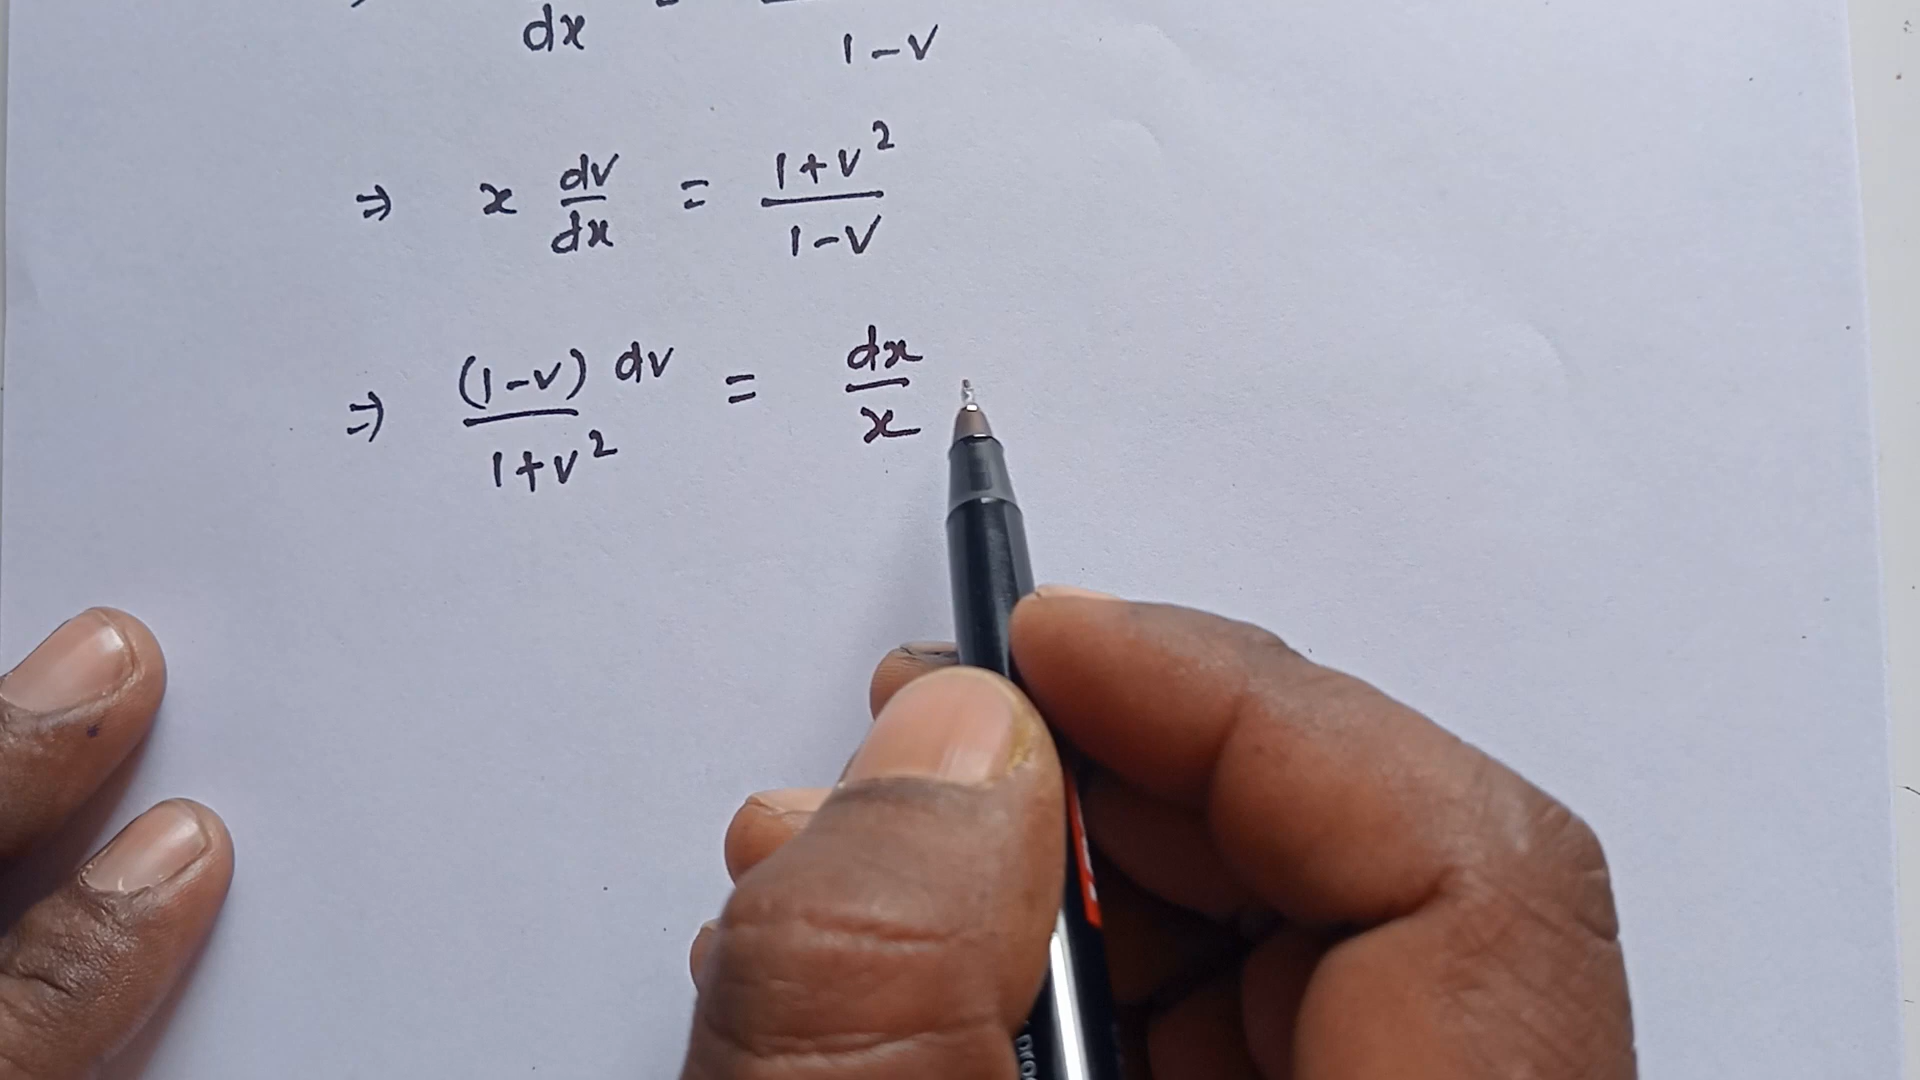 dx = 1-v
⇒ x dv/dx = (1+v²)/(1-v)
⇒ (1-v) dv/(1+v²) = dx/x